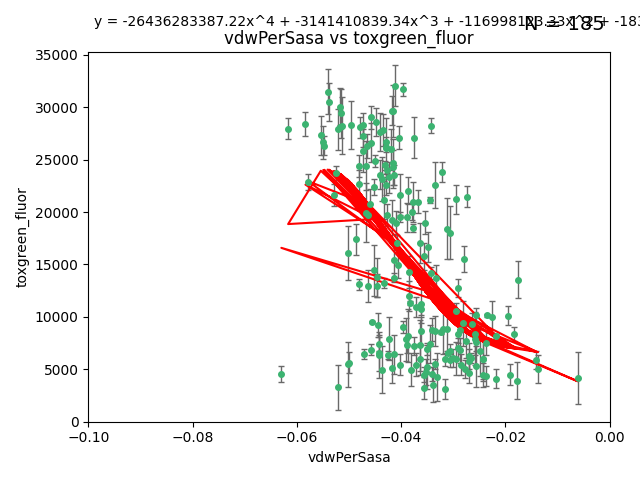 y = -26436283387.22x^4 + -3141410839.34x^3 +
N = 185
vdwPerSasa vs toxgreen_fluor
35000
30000
25000
20000
15000
10000
5000
0
toxgreen_fluor
−0.10 −0.08 −0.06 −0.04 −0.02 0.00
vdwPerSasa